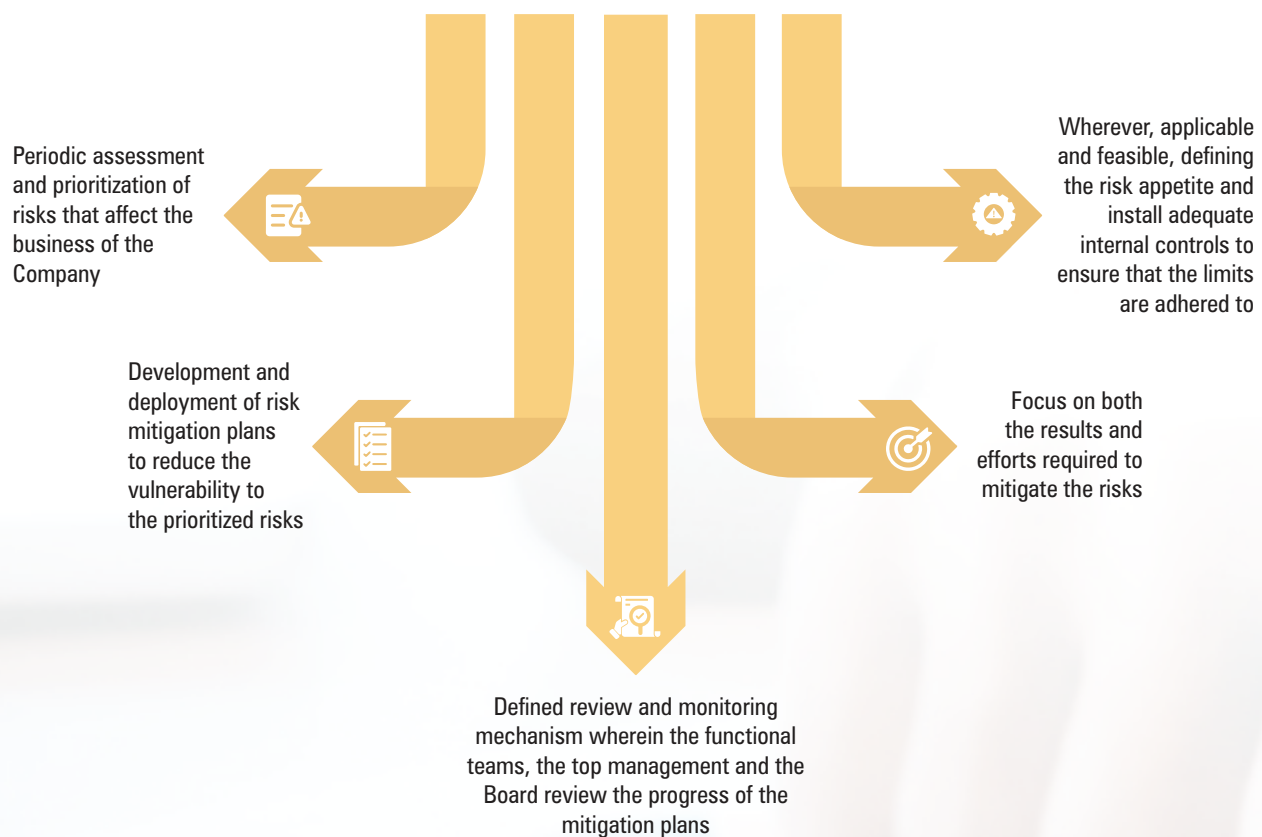 Periodic assessment
and prioritization of
risks that affect the
business of the
Company
Wherever, applicable
and feasible, defining
the risk appetite and
install adequate
internal controls to
ensure that the limits
are adhered to
Development and
deployment of risk
mitigation plans
to reduce the
vulnerability to
the prioritized risks
Focus on both
the results and
efforts required to
mitigate the risks
Defined review and monitoring
mechanism wherein the functional
teams, the top management and the
Board review the progress of the
mitigation plans